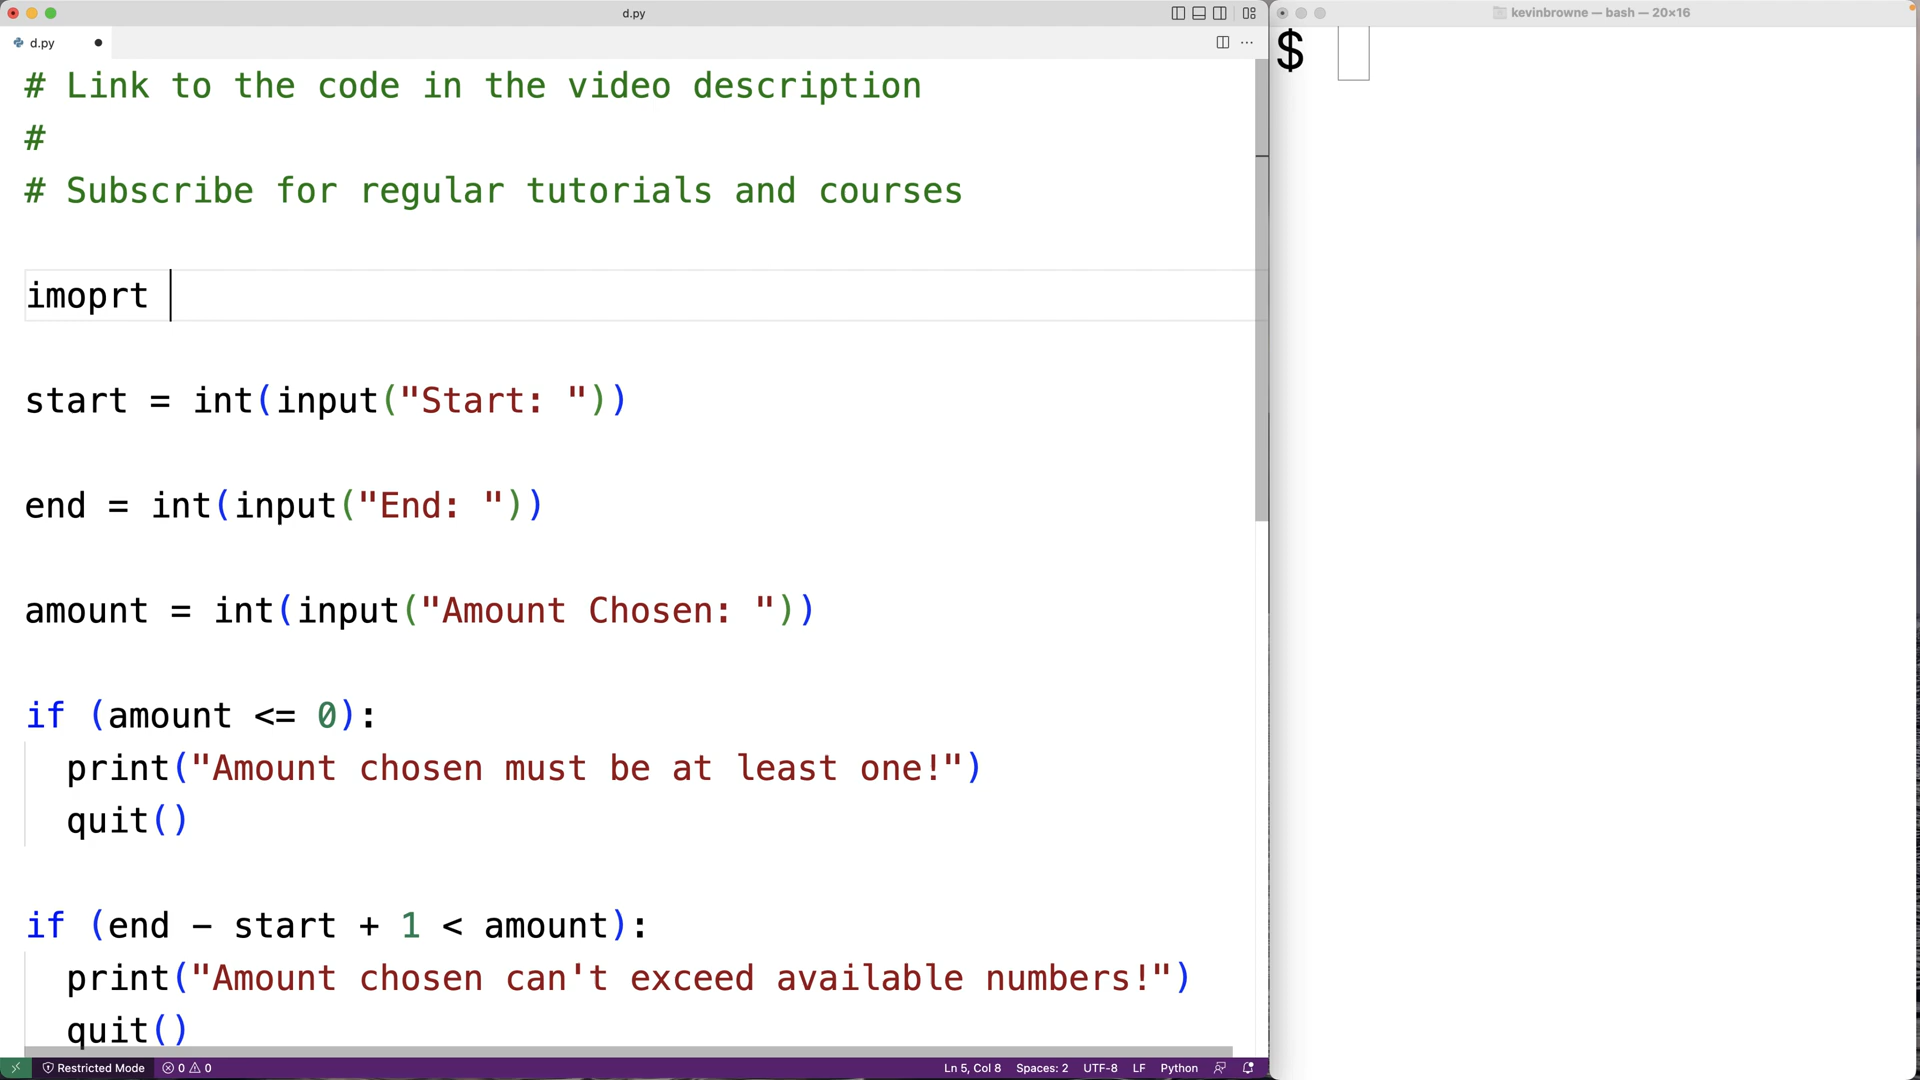 d.py
kevinbrowne — bash — 20×16
d.py
$
# Link to the code in the video description
#
# Subscribe for regular tutorials and courses
imoprt
start = int(input("Start: "))
end = int(input("End: "))
amount = int(input("Amount Chosen: "))
if (amount <= 0):
print("Amount chosen must be at least one!")
quit()
if (end - start + 1 < amount):
print("Amount chosen can't exceed available numbers!")
quit()
Restricted Mode 0 0 Ln 5, Col 8 Spaces: 2 UTF-8 LF Python